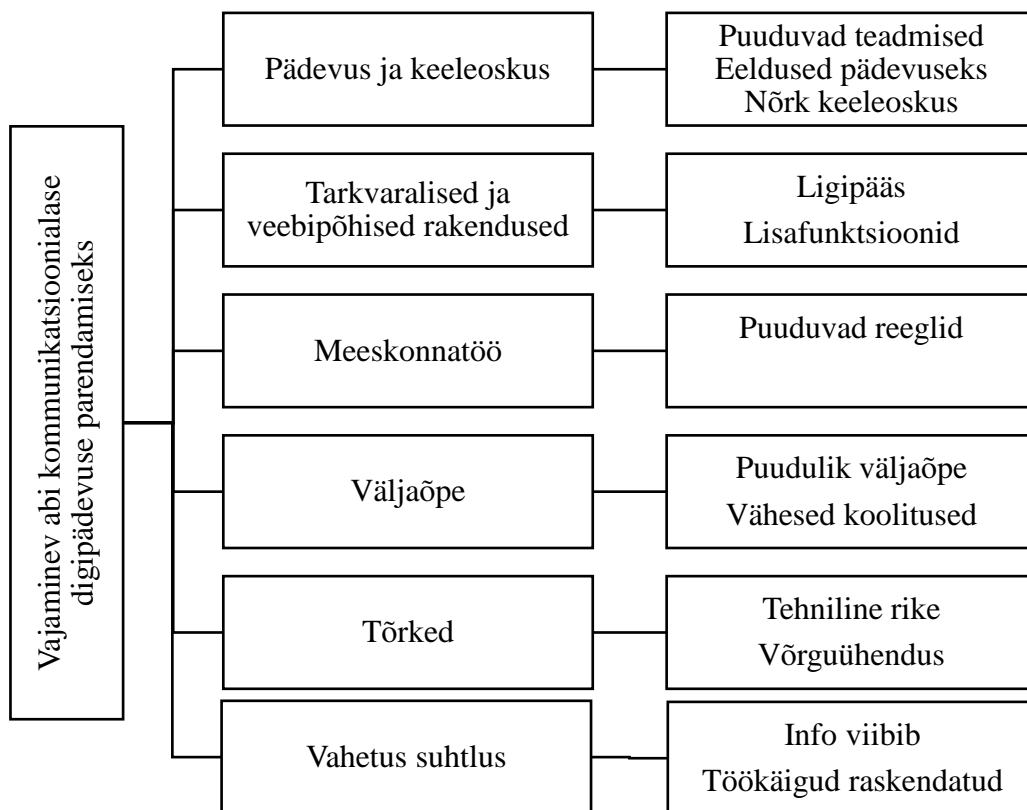 Vajaminev abi kommunikatsioonialase
digipädevuse parendamiseks
Pädevus ja keeleoskus
Puuduvad teadmised
Eeldused pädevuseks
Nõrk keeleoskus
Tarkvaralised ja
veebipõhised rakendused
Ligipääs
Lisafunktsioonid
Meeskonnatöö
Puuduvad reeglid
Väljaõpe
Puudulik väljaõpe
Vähesed koolitused
Tõrked
Tehniline rike
Võrguühendus
Vahetus suhtlus
Info viibib
Töökäigud raskendatud